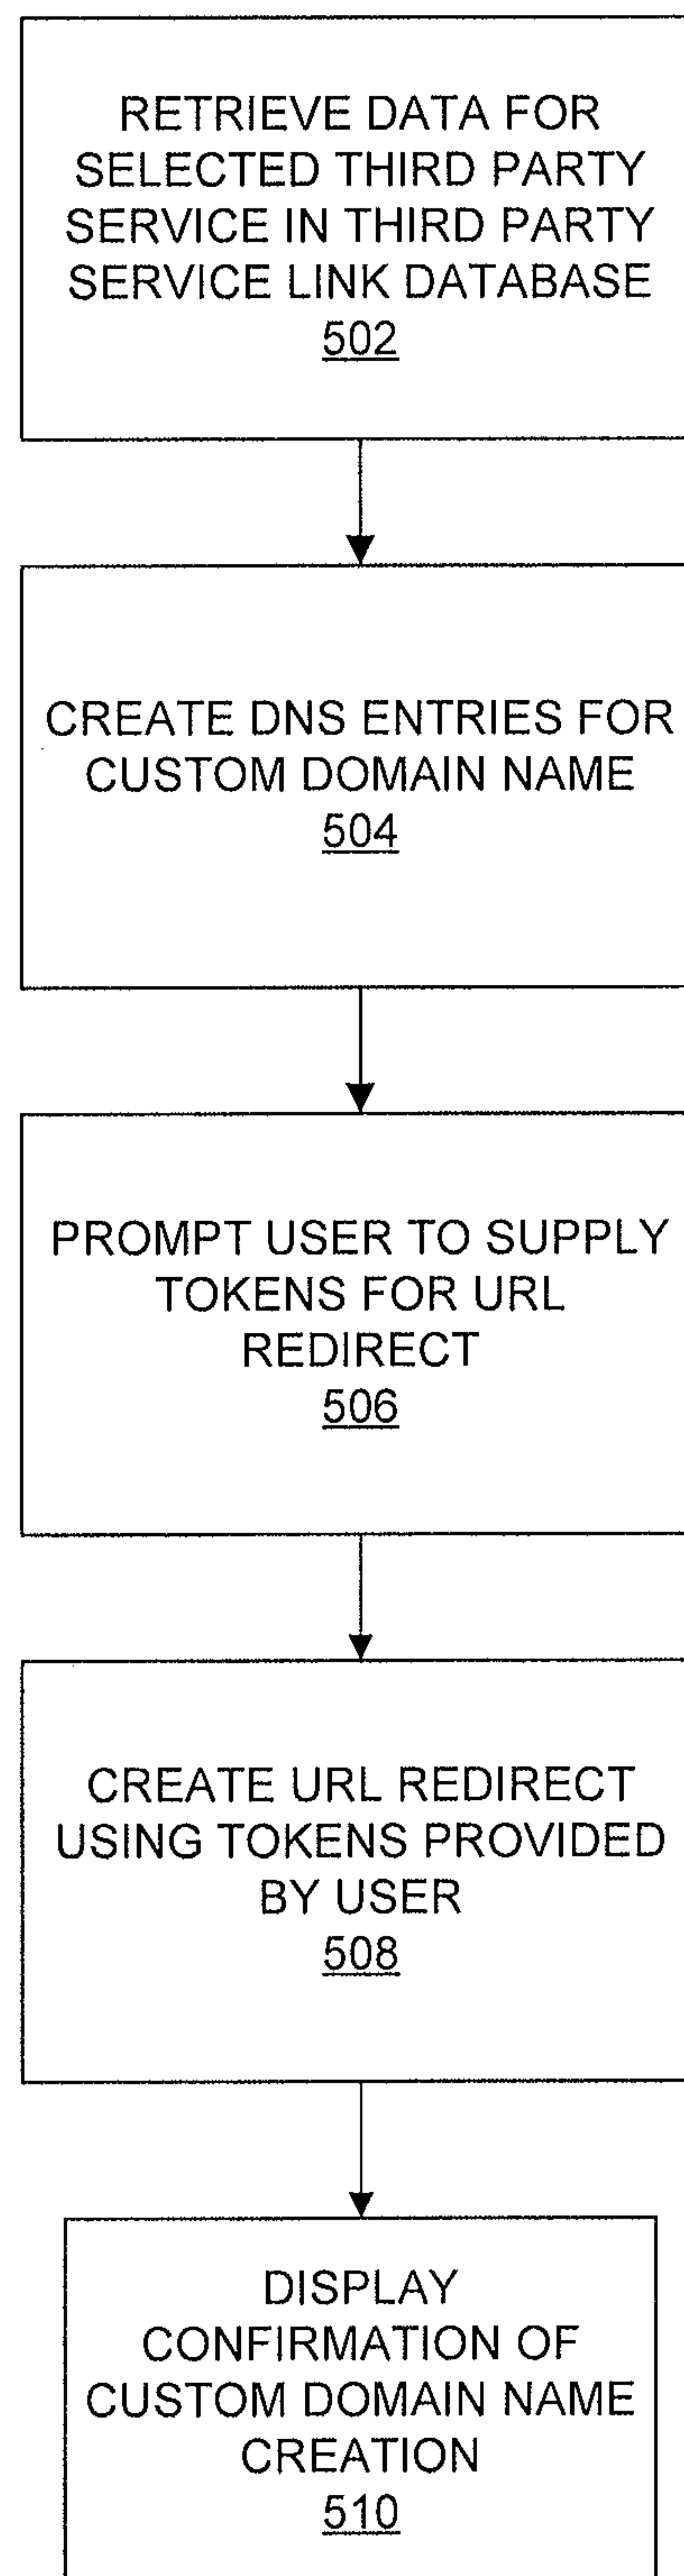 RETRIEVE DATA FOR
SELECTED THIRD PARTY
SERVICE IN THIRD PARTY
SERVICE LINK DATABASE
502
CREATE DNS ENTRIES FOR
CUSTOM DOMAIN NAME
504
PROMPT USER TO SUPPLY
TOKENS FOR URL
REDIRECT
506
CREATE URL REDIRECT
USING TOKENS PROVIDED
BY USER
508
DISPLAY
CONFIRMATION OF
CUSTOM DOMAIN NAME
CREATION
510